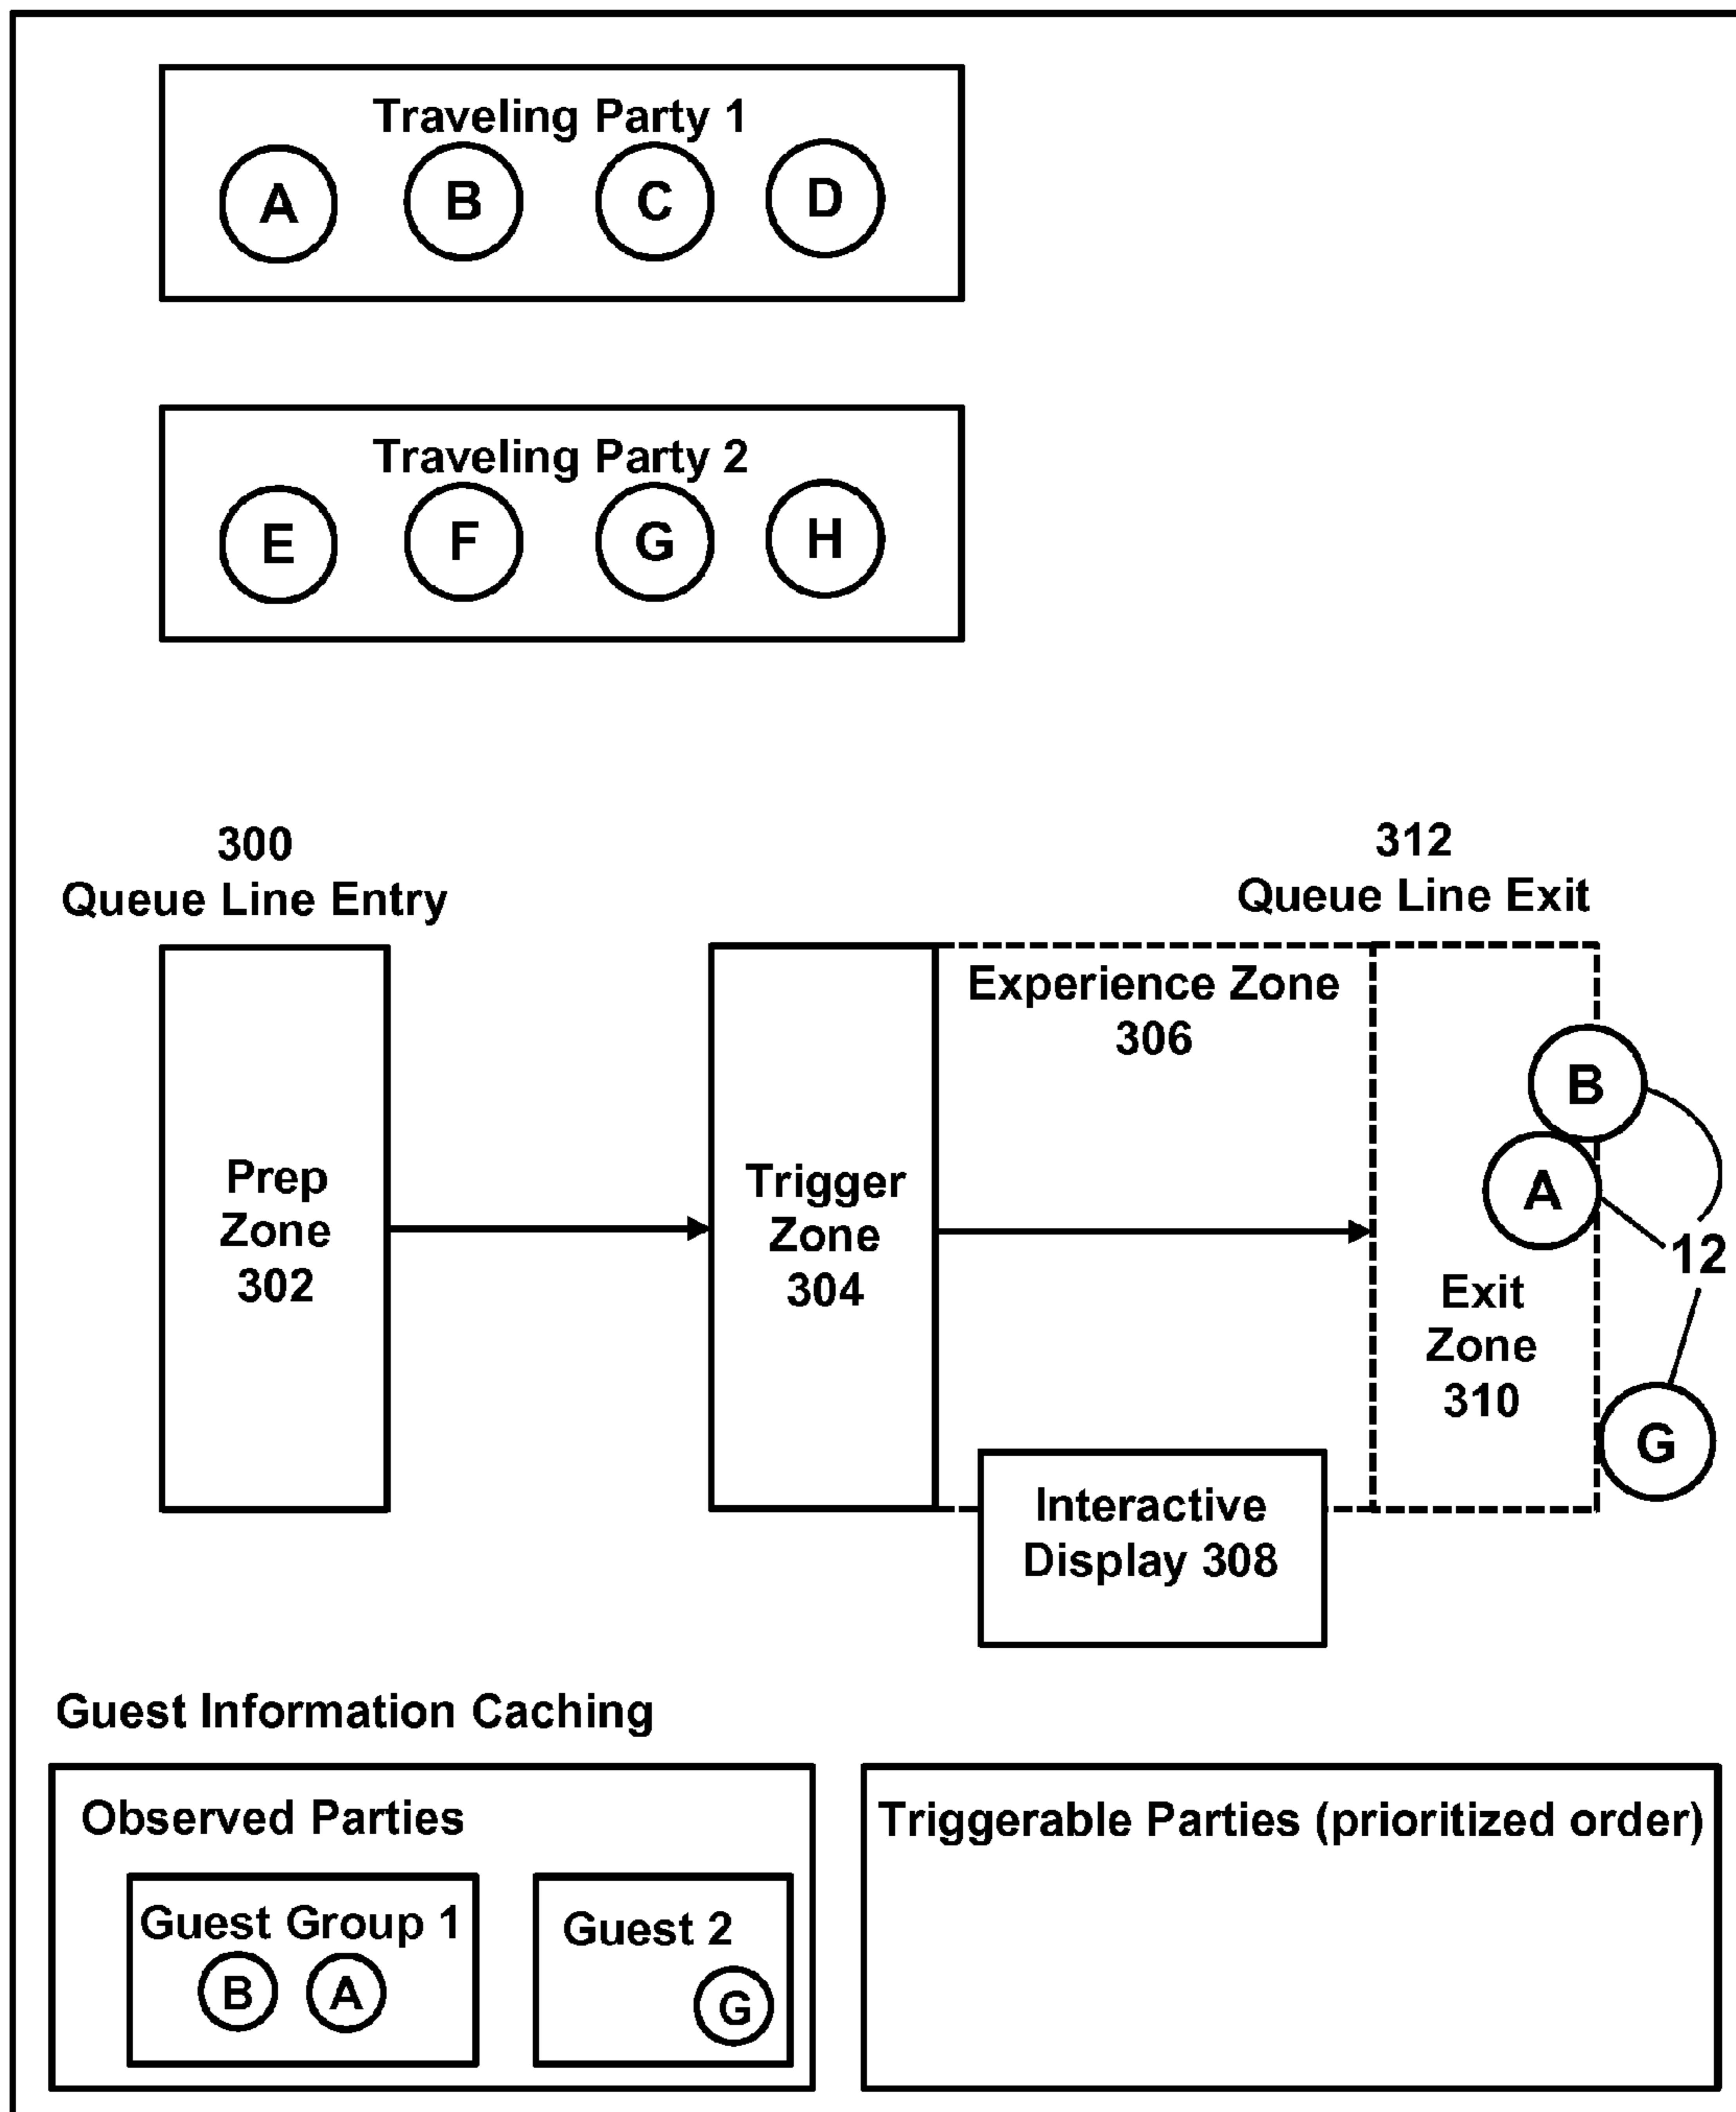 Traveling Party 1
A B C D
Traveling Party 2
E F G H
300
Queue Line Entry
312
Queue Line Exit
Prep
Zone
302
Trigger
Zone
304
Experience Zone
306
B
A
12
Exit
Zone
310
G
Interactive
Display 308
Guest Information Caching
Observed Parties
Guest Group 1
B A
Guest 2
G
Triggerable Parties (prioritized order)